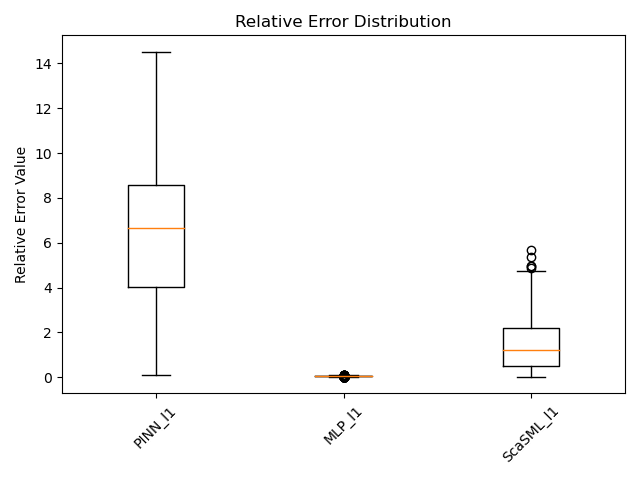 Relative Error Distribution
Relative Error Value
14
12
10
8
6
4
2
0
PINN_l1
MLP_l1
ScaSML_l1